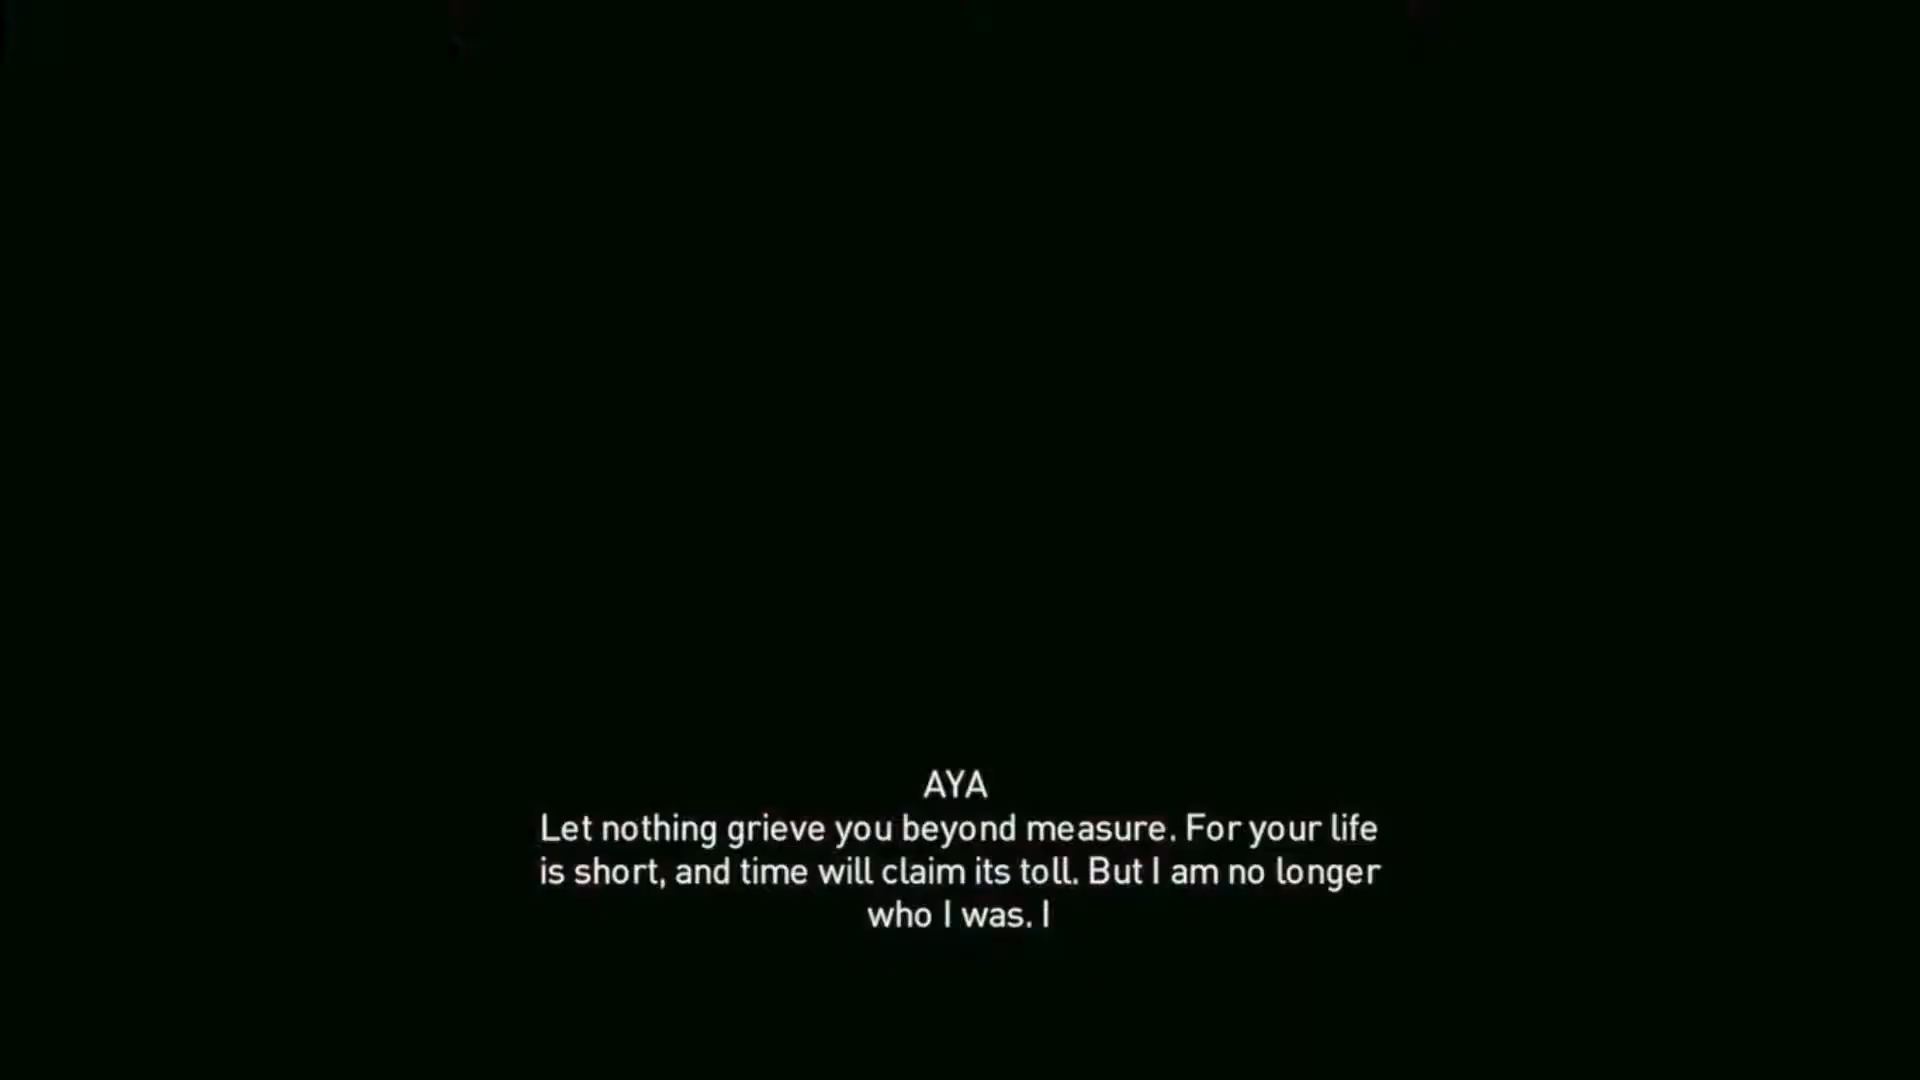 AYA
Let nothing grieve you beyond measure. For your life
is short, and time will claim its toll. But I am no longer
who I was. I